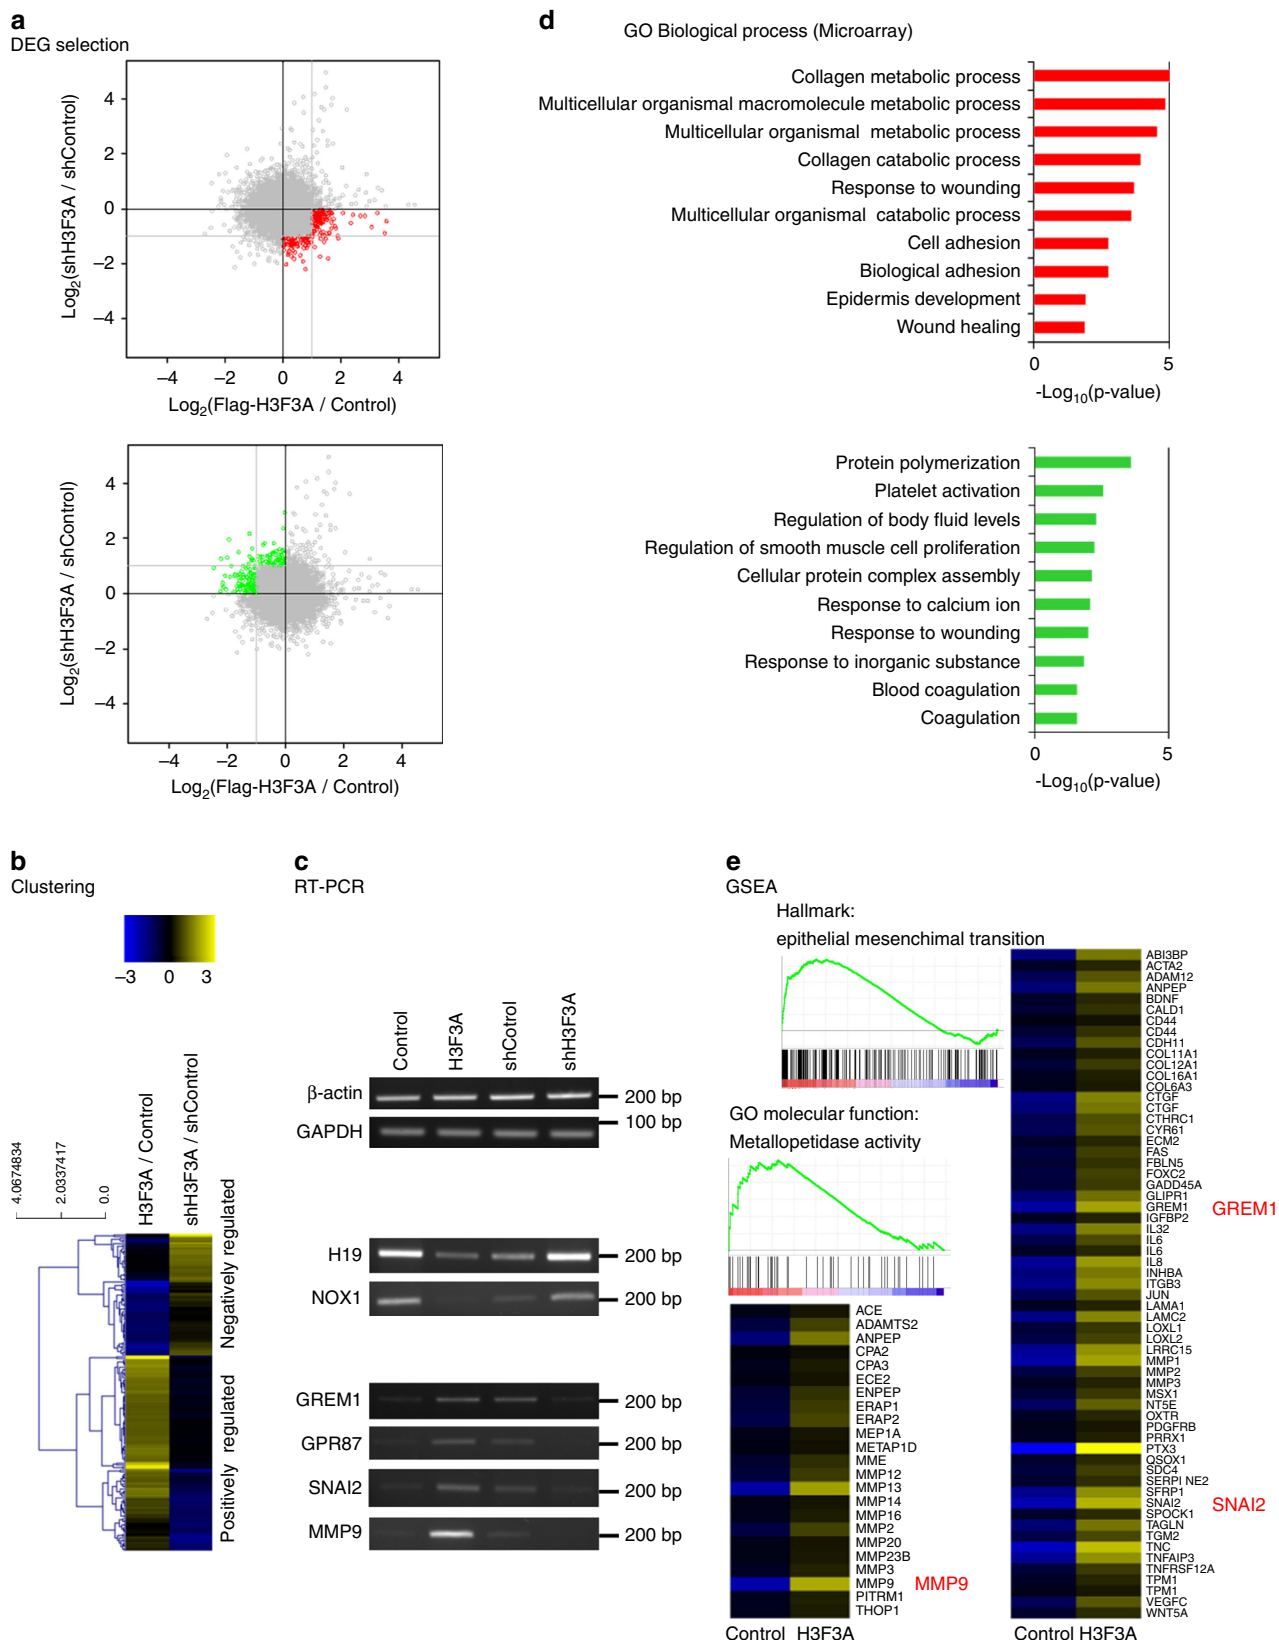 a
DEG selection
Log2(shH3F3A / shControl)
4
2
0
−2
−4
−4 −2 0 2 4
Log2(Flag-H3F3A / Control)
Log2(shH3F3A / shControl)
4
2
0
−2
−4
−4 −2 0 2 4
Log2(Flag-H3F3A / Control)
d
GO Biological process (Microarray)
Collagen metabolic process
Multicellular organismal macromolecule metabolic process
Multicellular organismal metabolic process
Collagen catabolic process
Response to wounding
Multicellular organismal catabolic process
Cell adhesion
Biological adhesion
Epidermis development
Wound healing
0 5
-Log10(p-value)
Protein polymerization
Platelet activation
Regulation of body fluid levels
Regulation of smooth muscle cell proliferation
Cellular protein complex assembly
Response to calcium ion
Response to wounding
Response to inorganic substance
Blood coagulation
Coagulation
0 5
-Log10(p-value)
b
Clustering
−3 0 3
4.0674834
2.0337417
0.0
H3F3A / Control
shH3F3A / shControl
Negatively regulated
Positively regulated
c
RT-PCR
Control
H3F3A
shCotrol
shH3F3A
β-actin 200 bp
100 bp
GAPDH
H19 200 bp
NOX1 200 bp
GREM1 200 bp
GPR87 200 bp
SNAI2 200 bp
MMP9 200 bp
e
GSEA
Hallmark:
epithelial mesenchimal transition
GO molecular function:
Metallopetidase activity
ACE
ADAMTS2
ANPEP
CPA2
CPA3
ECE2
ENPEP
ERAP1
ERAP2
MEP1A
METAP1D
MME
MMP12
MMP13
MMP14
MMP16
MMP2
MMP20
MMP23B
MMP3
MMP9 MMP9
PITRM1
THOP1
Control H3F3A
ABI3BP
ACTA2
ADAM12
ANPEP
BDNF
CALD1
CD44
CD44
CDH11
COL11A1
COL12A1
COL16A1
COL6A3
CTGF
CTGF
CTHRC1
CYR61
ECM2
FAS
FBLN5
FOXC2
GADD45A
GLIPR1
GREM1 GREM1
IGFBP2
IL32
IL6
IL6
IL8
INHBA
ITGB3
JUN
LAMA1
LAMC2
LOXL1
LOXL2
LRRC15
MMP1
MMP2
MMP3
MSX1
NT5E
OXTR
PDGFRB
PRRX1
PTX3
QSOX1
SDC4
SERPI NE2
SFRP1
SNAI2 SNAI2
SPOCK1
TAGLN
TGM2
TNC
TNFAIP3
TNFRSF12A
TPM1
TPM1
VEGFC
WNT5A
Control H3F3A